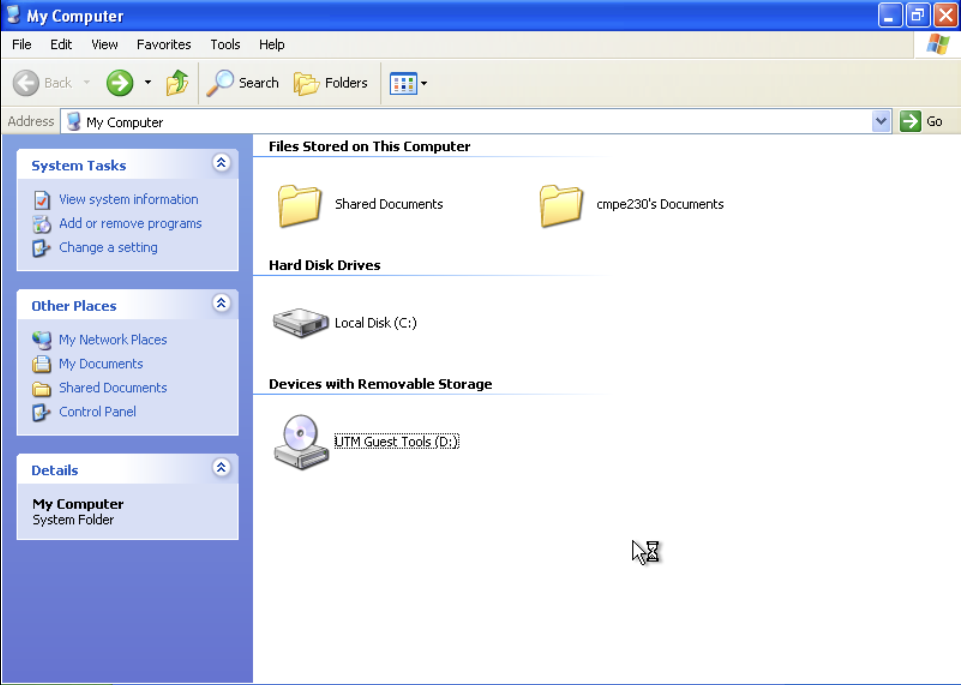 My Computer
File Edit View Favorites Tools Help
Back Search Folders
Address My Computer Go
System Tasks
View system information
Add or remove programs
Change a setting
Other Places
My Network Places
My Documents
Shared Documents
Control Panel
Details
My Computer
System Folder
Files Stored on This Computer
Shared Documents cmpe230's Documents
Hard Disk Drives
Local Disk (C:)
Devices with Removable Storage
UTM Guest Tools (D:)